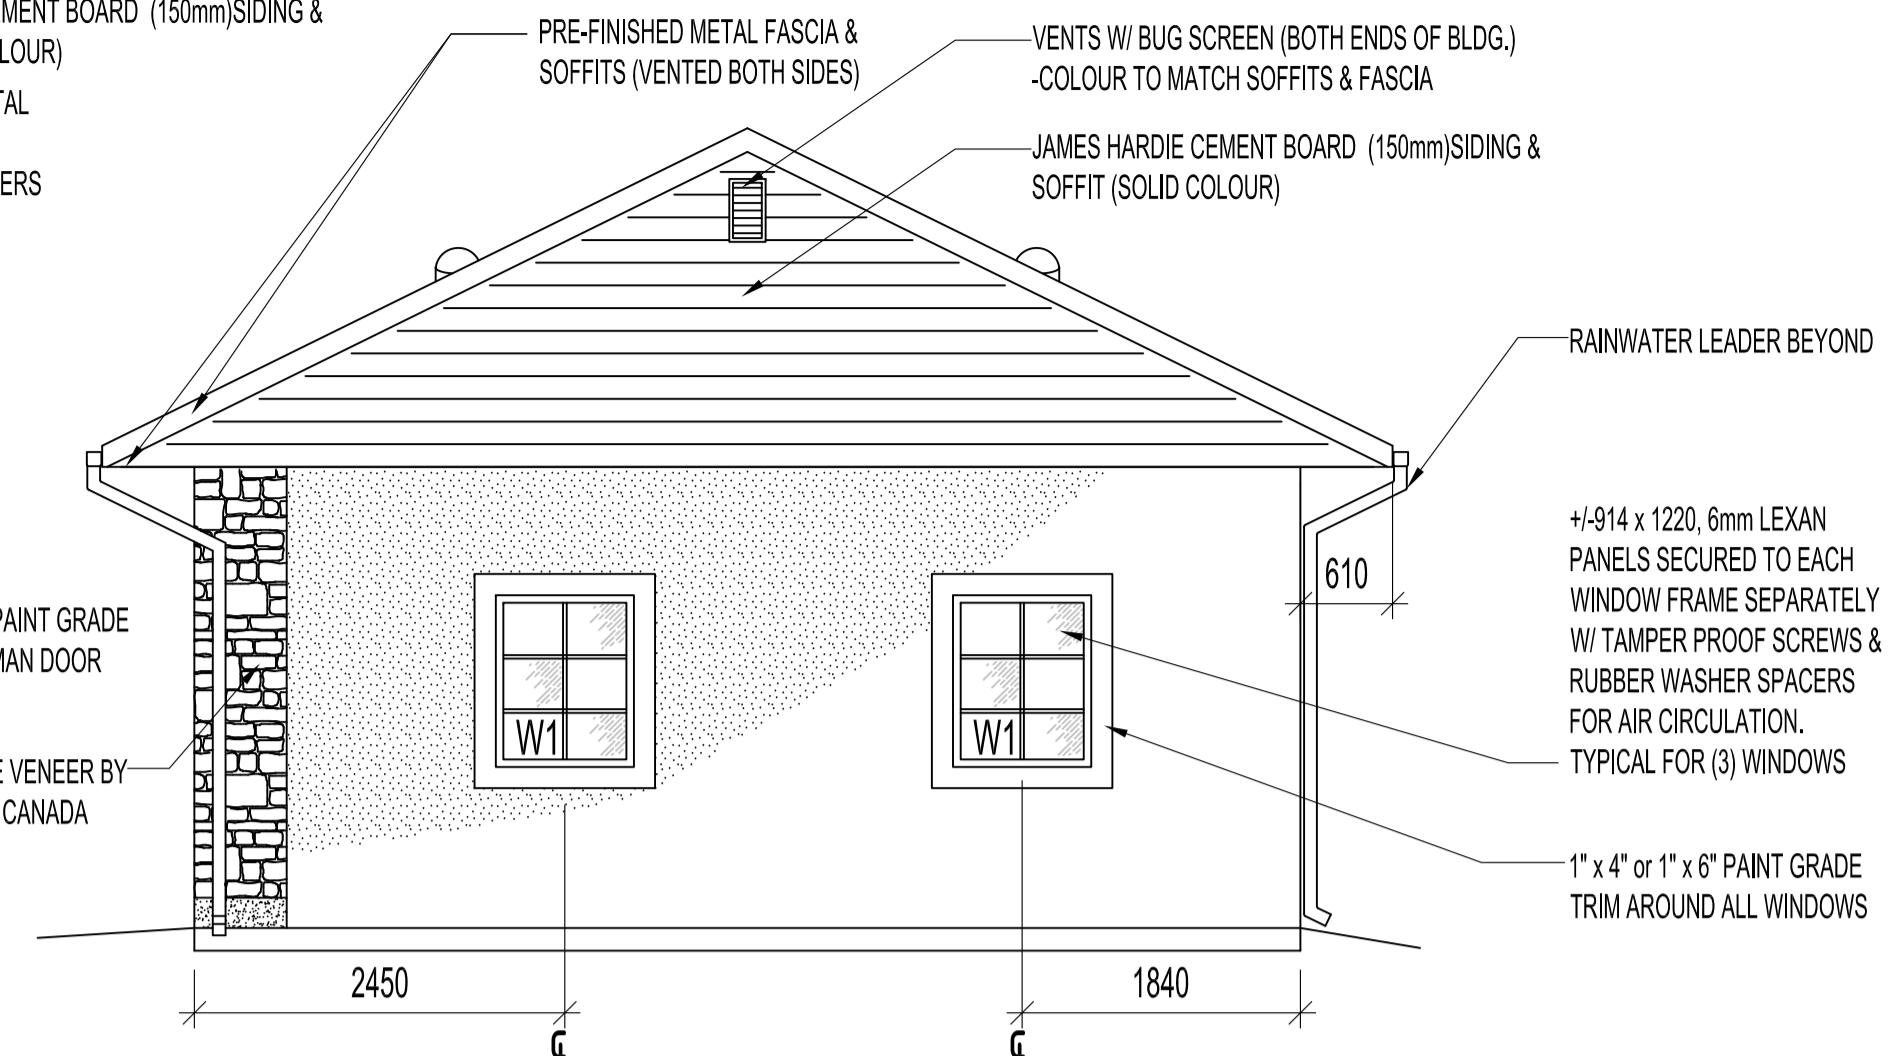 EMENT BOARD (150mm)SIDING &
LOUR)
TAL
ERS
PAINT GRADE
MAN DOOR
E VENEER BY
CANADA
PRE-FINISHED METAL FASCIA &
SOFFITS (VENTED BOTH SIDES)
VENTS W/ BUG SCREEN (BOTH ENDS OF BLDG.)
-COLOUR TO MATCH SOFFITS & FASCIA
JAMES HARDIE CEMENT BOARD (150mm)SIDING &
SOFFIT (SOLID COLOUR)
RAINWATER LEADER BEYOND
+/-914 x 1220, 6mm LEXAN
PANELS SECURED TO EACH
WINDOW FRAME SEPARATELY
W/ TAMPER PROOF SCREWS &
RUBBER WASHER SPACERS
FOR AIR CIRCULATION.
TYPICAL FOR (3) WINDOWS
1" x 4" or 1" x 6" PAINT GRADE
TRIM AROUND ALL WINDOWS
610
W1
W1
2450
1840
℄
℄